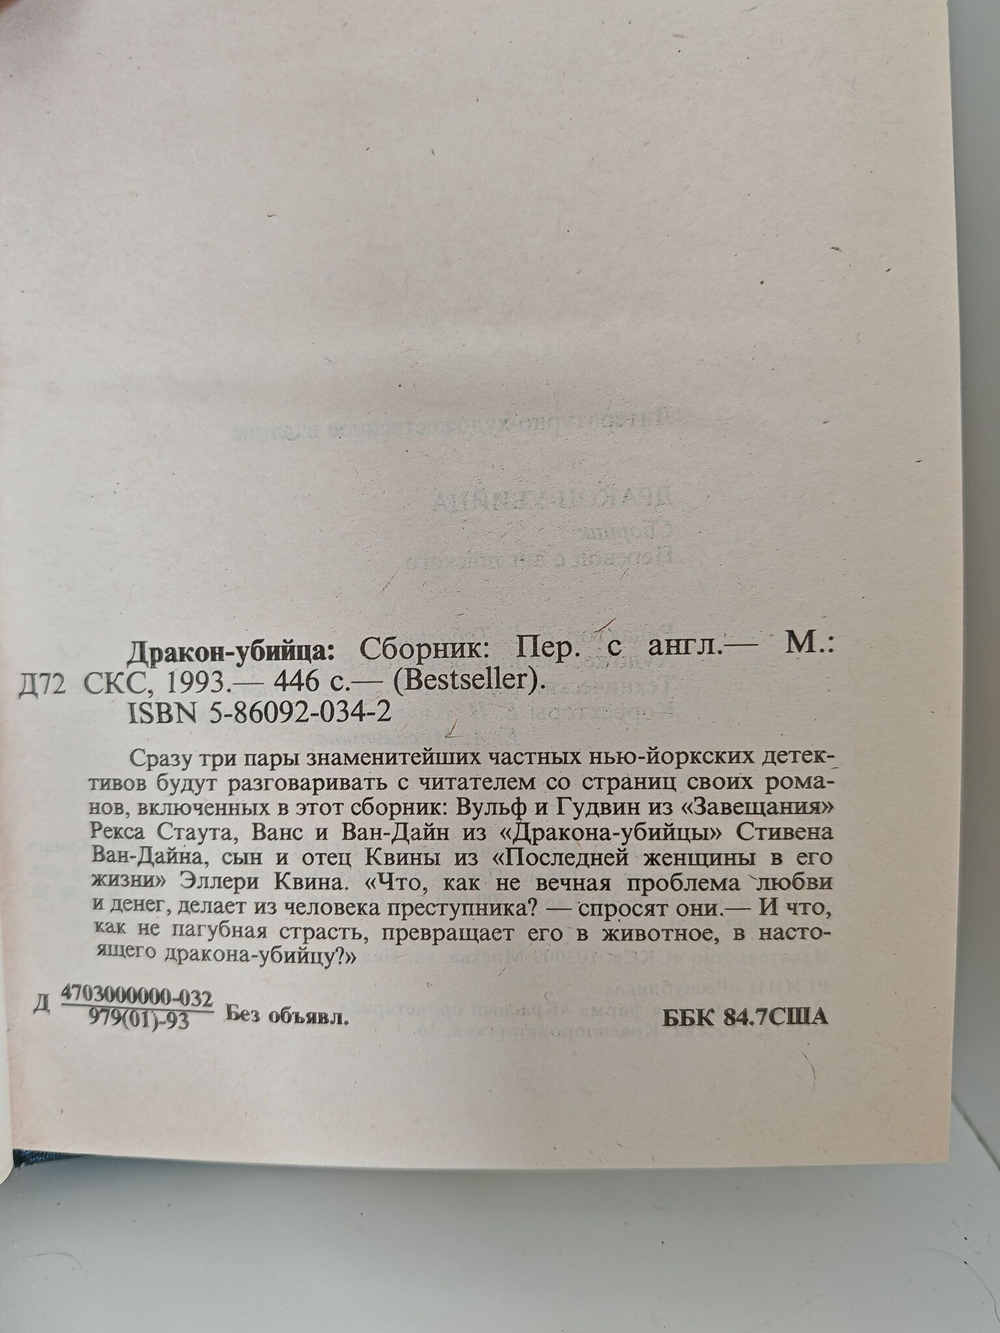 Дракон-убийца: Сборник: Пер. с англ.— М.:
Д72 СКС, 1993.— 446 с.— (Bestseller).
ISBN 5-86092-034-2
Сразу три пары знаменитейших частных нью-йоркских детек-
тивов будут разговаривать с читателем со страниц своих рома-
нов, включенных в этот сборник: Вульф и Гудвин из «Завещания»
Рекса Стаута, Ванс и Ван-Дайн из «Дракона-убийцы» Стивена
Ван-Дайна, сын и отец Квины из «Последней женщины в его
жизни» Эллери Квина. «Что, как не вечная проблема любви
и денег, делает из человека преступника? — спросят они.— И что,
как не пагубная страсть, превращает его в животное, в насто-
ящего дракона-убийцу?»
Д 4703000000-032
979(01)-93 Без объявл. ББК 84.7США